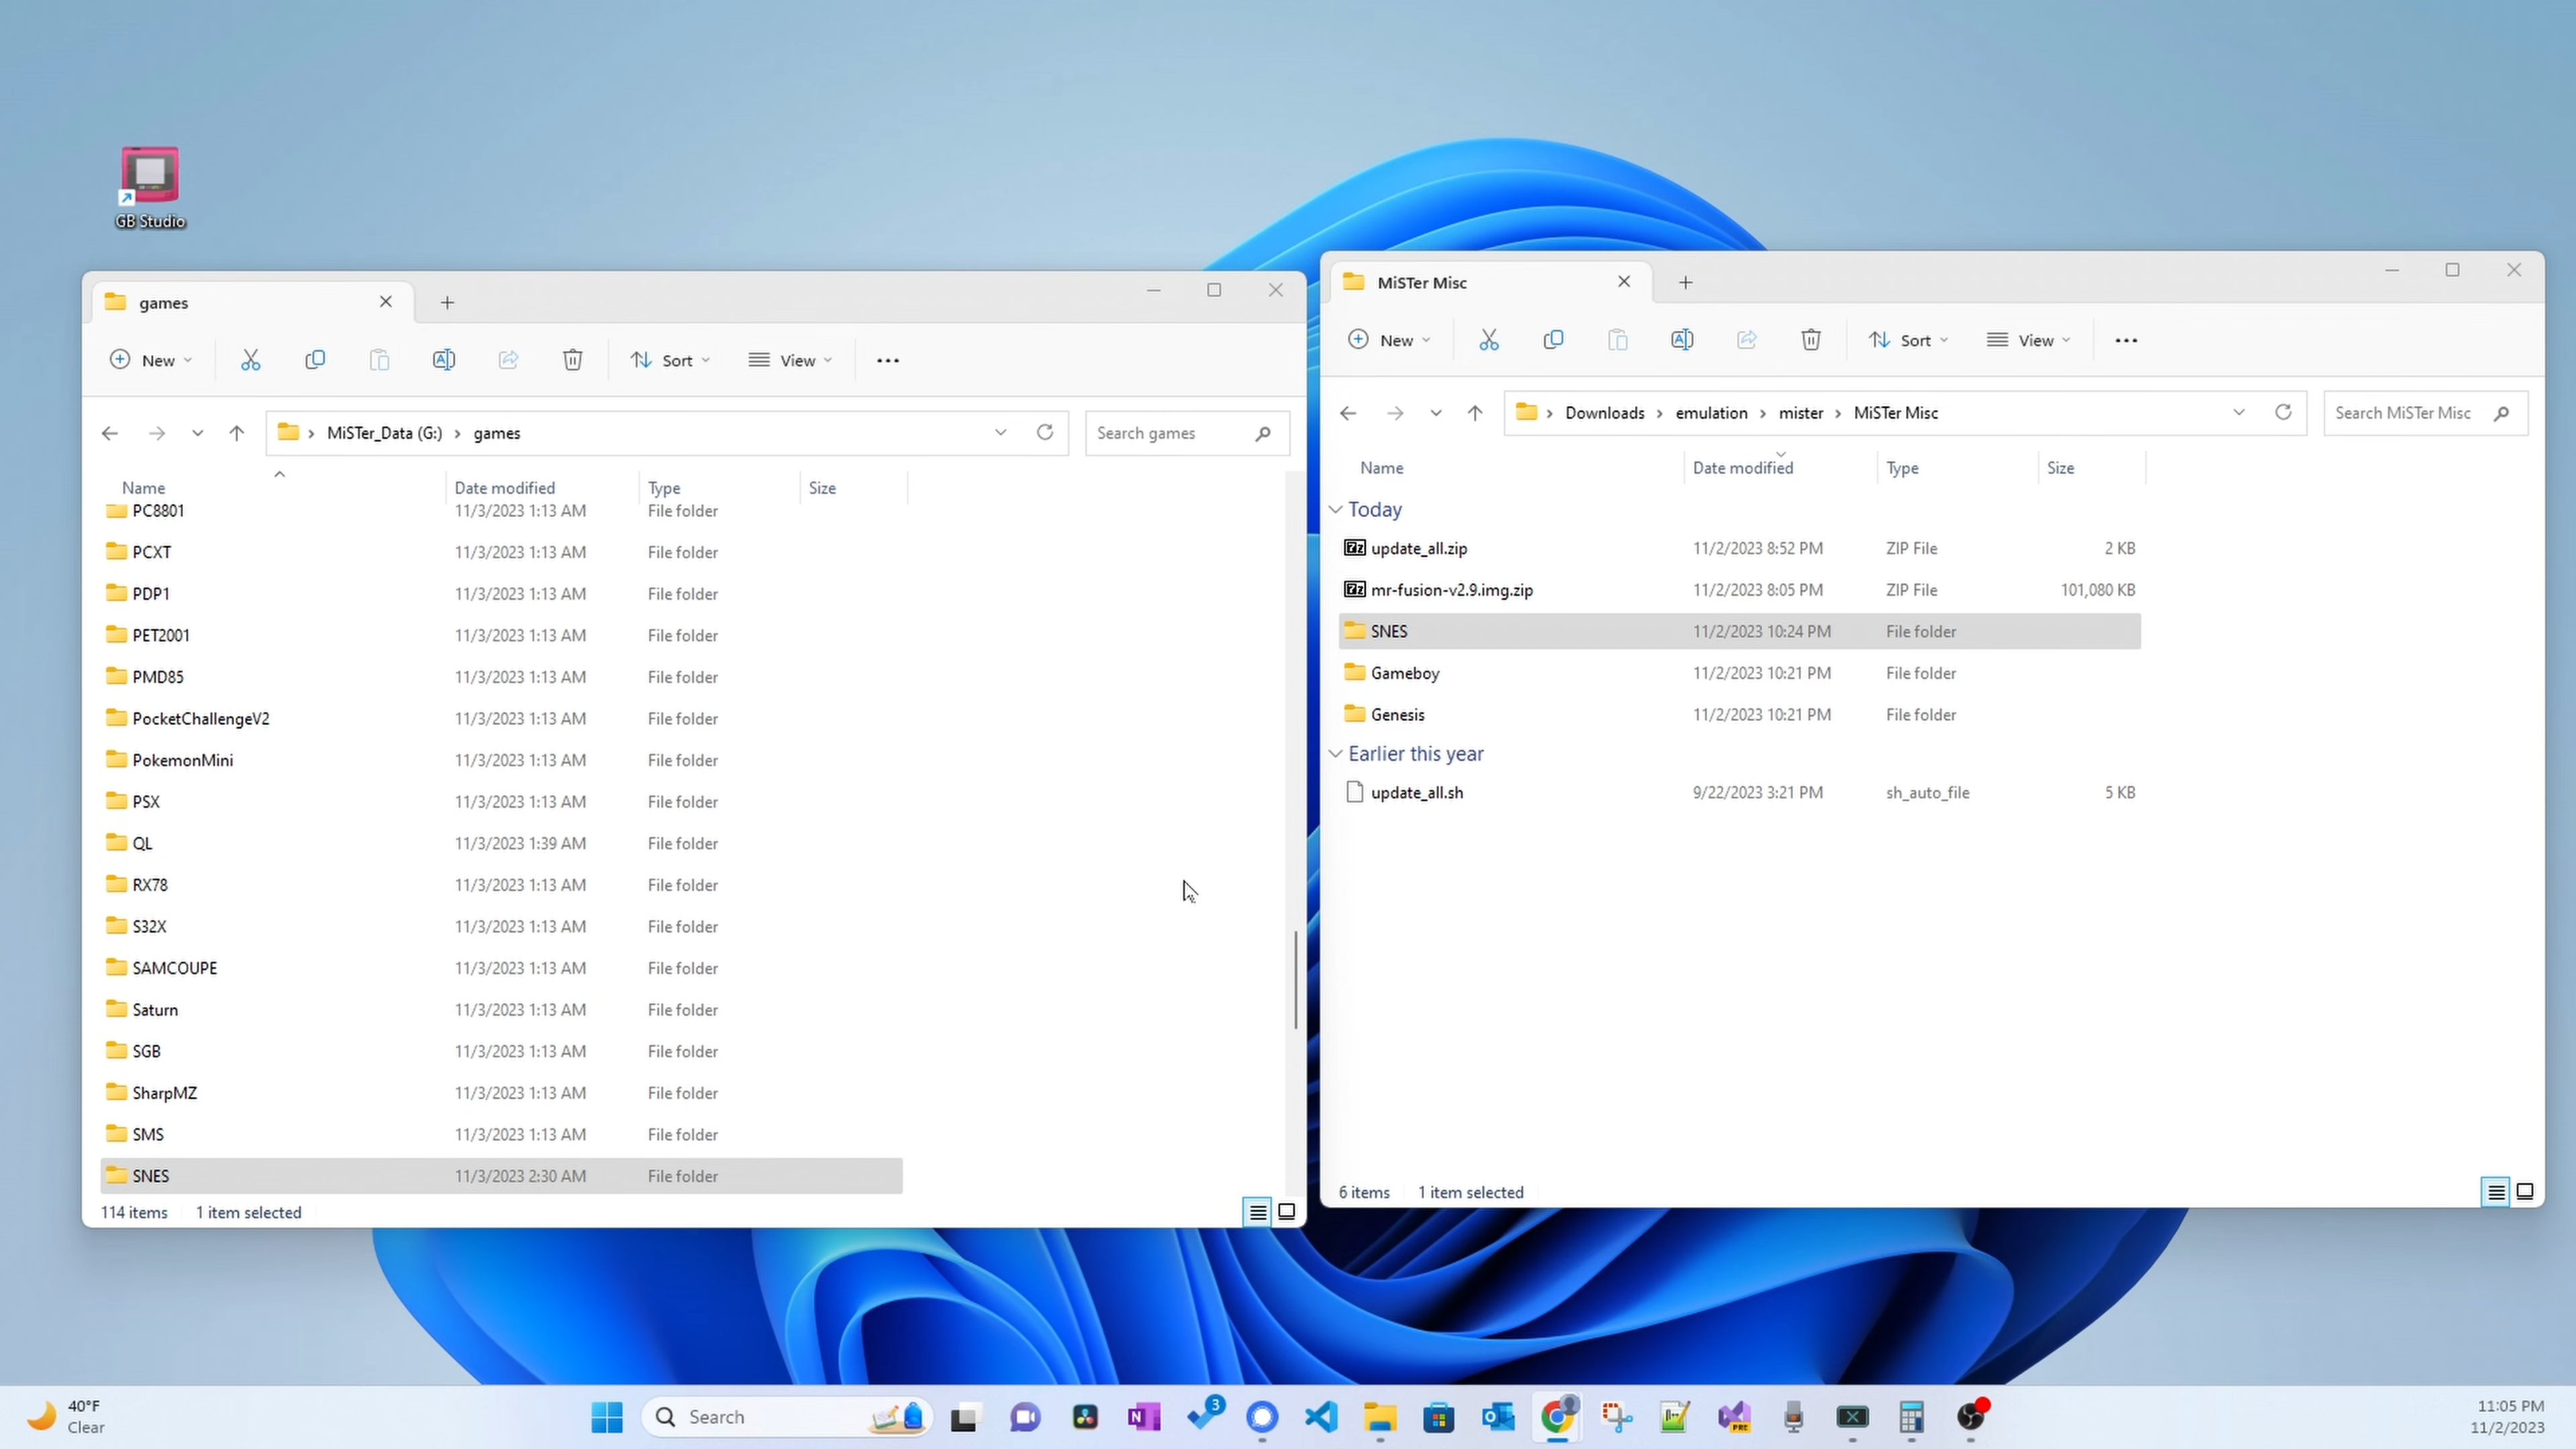 GB Studio
games
New
Sort
View
MiSTer_Data (G:) > games
Search games
Name Date modified Type Size
PC8801 11/3/2023 1:13 AM File folder
PCXT 11/3/2023 1:13 AM File folder
PDP1 11/3/2023 1:13 AM File folder
PET2001 11/3/2023 1:13 AM File folder
PMD85 11/3/2023 1:13 AM File folder
PocketChallengeV2 11/3/2023 1:13 AM File folder
PokemonMini 11/3/2023 1:13 AM File folder
PSX 11/3/2023 1:13 AM File folder
QL 11/3/2023 1:39 AM File folder
RX78 11/3/2023 1:13 AM File folder
S32X 11/3/2023 1:13 AM File folder
SAMCOUPE 11/3/2023 1:13 AM File folder
Saturn 11/3/2023 1:13 AM File folder
SGB 11/3/2023 1:13 AM File folder
SharpMZ 11/3/2023 1:13 AM File folder
SMS 11/3/2023 1:13 AM File folder
SNES 11/3/2023 2:30 AM File folder
114 items 1 item selected
MiSTer Misc
New
Sort
View
Downloads > emulation > mister > MiSTer Misc
Search MiSTer Misc
Name Date modified Type Size
Today
update_all.zip 11/2/2023 8:52 PM ZIP File 2 KB
mr-fusion-v2.9.img.zip 11/2/2023 8:05 PM ZIP File 101,080 KB
SNES 11/2/2023 10:24 PM File folder
Gameboy 11/2/2023 10:21 PM File folder
Genesis 11/2/2023 10:21 PM File folder
Earlier this year
update_all.sh 9/22/2023 3:21 PM sh_auto_file 5 KB
6 items 1 item selected
40°F
Clear
Search
3
PRE
11:05 PM
11/2/2023